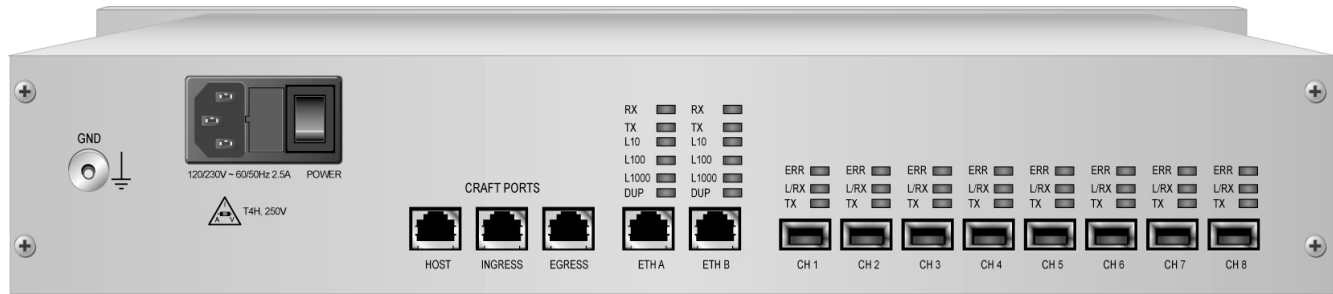 GND
120/230V ~ 60/50Hz 2.5A POWER
T4H, 250V
I
A V
CRAFT PORTS
HOST INGRESS EGRESS
RX RX
TX TX
L10 L10
L100 L100
L1000 L1000
DUP DUP
ETH A ETH B
ERR ERR ERR ERR ERR ERR ERR ERR
L/RX L/RX L/RX L/RX L/RX L/RX L/RX L/RX
TX TX TX TX TX TX TX TX
CH 1 CH 2 CH 3 CH 4 CH 5 CH 6 CH 7 CH 8